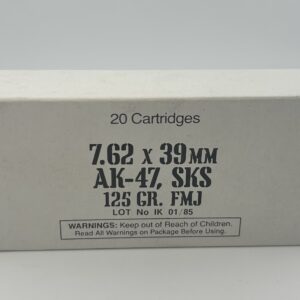 20 Cartridges
7.62 x 39MM
AK-47, SKS
125 GR. FMJ
LOT No IK 01/85
WARNINGS: Keep out of Reach of Children.
Read All Warnings on Package Before Using.